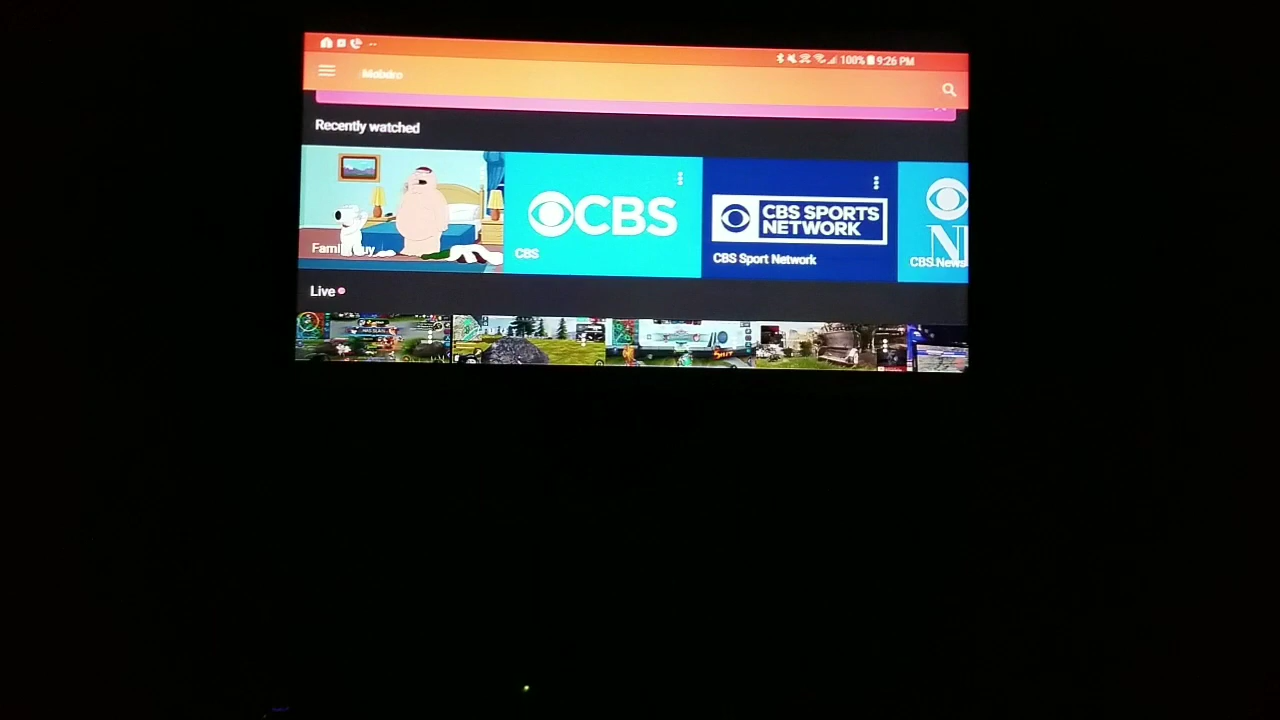 100% 9:26 PM
Mobdro
Recently watched
CBS
CBS SPORTS
NETWORK
N
Family Guy
CBS
CBS Sport Network
CBS News
Live